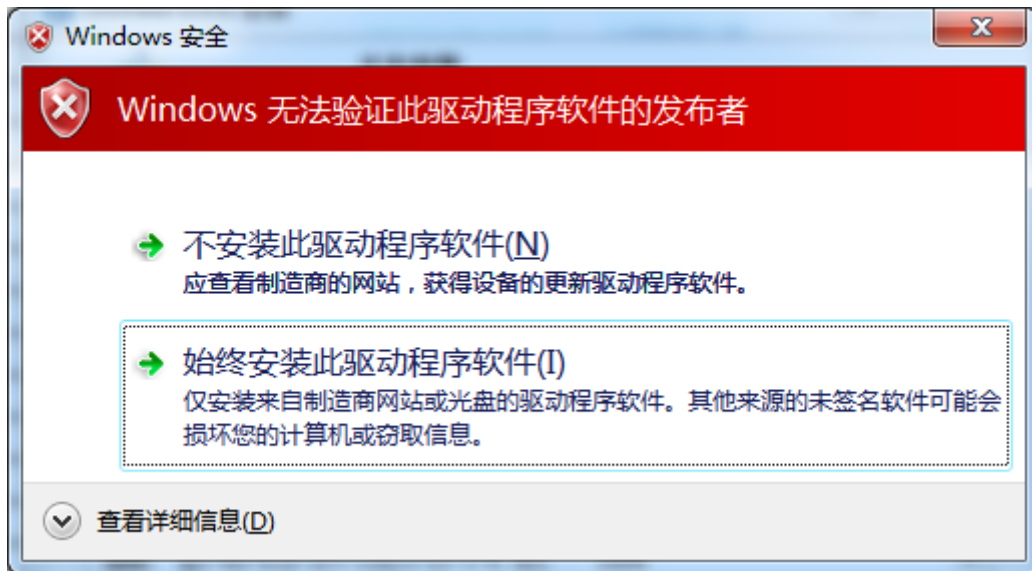 Windows 安全
Windows 无法验证此驱动程序软件的发布者
不安装此驱动程序软件(N)
应查看制造商的网站，获得设备的更新驱动程序软件。
始终安装此驱动程序软件(I)
仅安装来自制造商网站或光盘的驱动程序软件。其他来源的未签名软件可能会
损坏您的计算机或窃取信息。
查看详细信息(D)